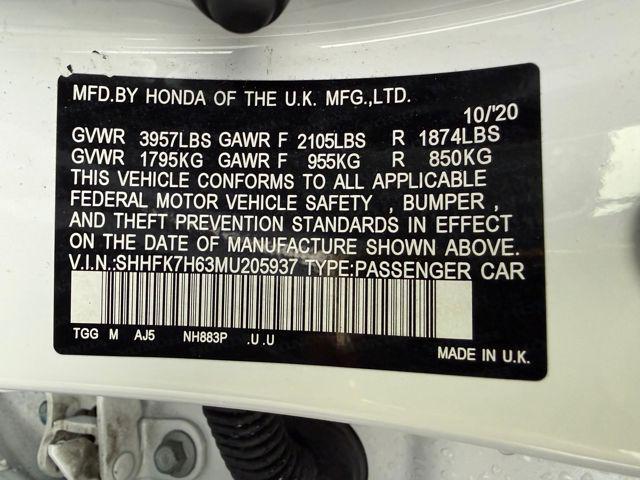 MFD.BY HONDA OF THE U.K. MFG.,LTD.
10/'20
GVWR 3957LBS GAWR F 2105LBS R 1874LBS
GVWR 1795KG GAWR F 955KG R 850KG
THIS VEHICLE CONFORMS TO ALL APPLICABLE
FEDERAL MOTOR VEHICLE SAFETY , BUMPER ,
AND THEFT PREVENTION STANDARDS IN EFFECT
ON THE DATE OF MANUFACTURE SHOWN ABOVE.
V.I.N.:SHHFK7H63MU205937 TYPE:PASSENGER CAR
TGG M AJ5 NH883P .U.U
MADE IN U.K.